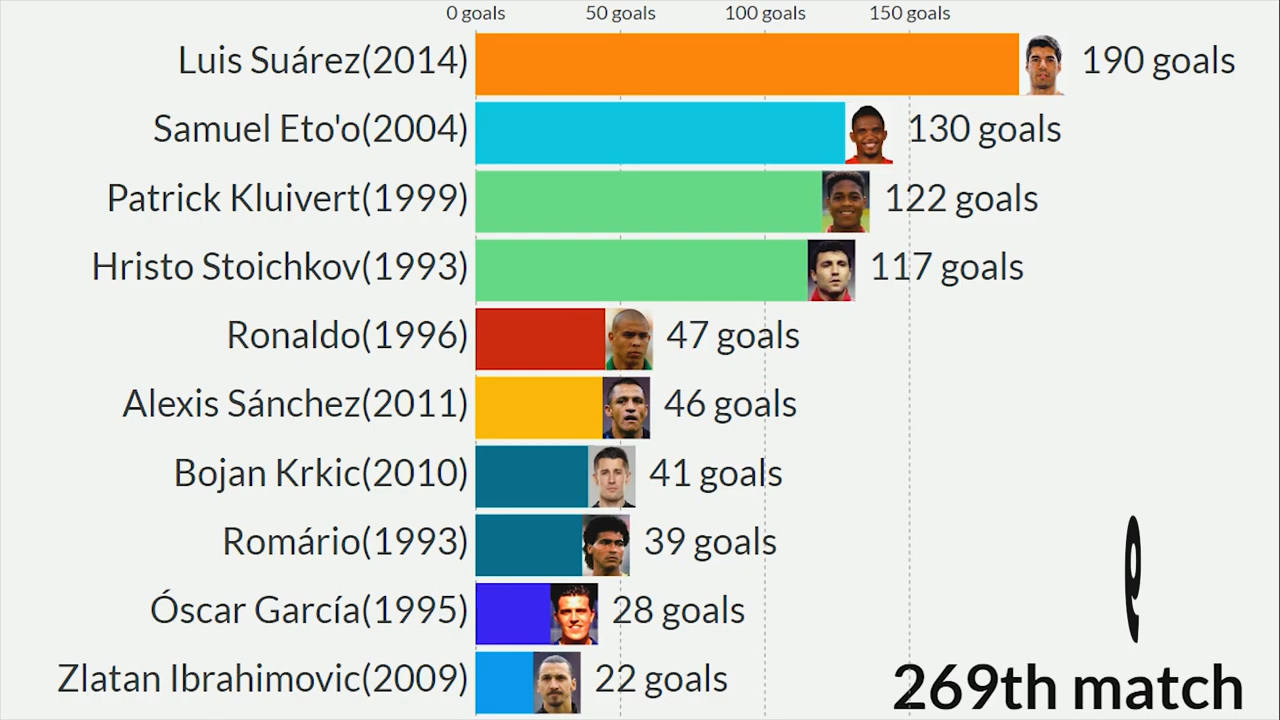 0 goals 50 goals 100 goals 150 goals
Luis Suárez(2014) 190 goals
Samuel Eto'o(2004) 130 goals
Patrick Kluivert(1999) 122 goals
Hristo Stoichkov(1993) 117 goals
Ronaldo(1996) 47 goals
Alexis Sánchez(2011) 46 goals
Bojan Krkic(2010) 41 goals
Romário(1993) 39 goals
Óscar García(1995) 28 goals
Zlatan Ibrahimovic(2009) 22 goals
269th match